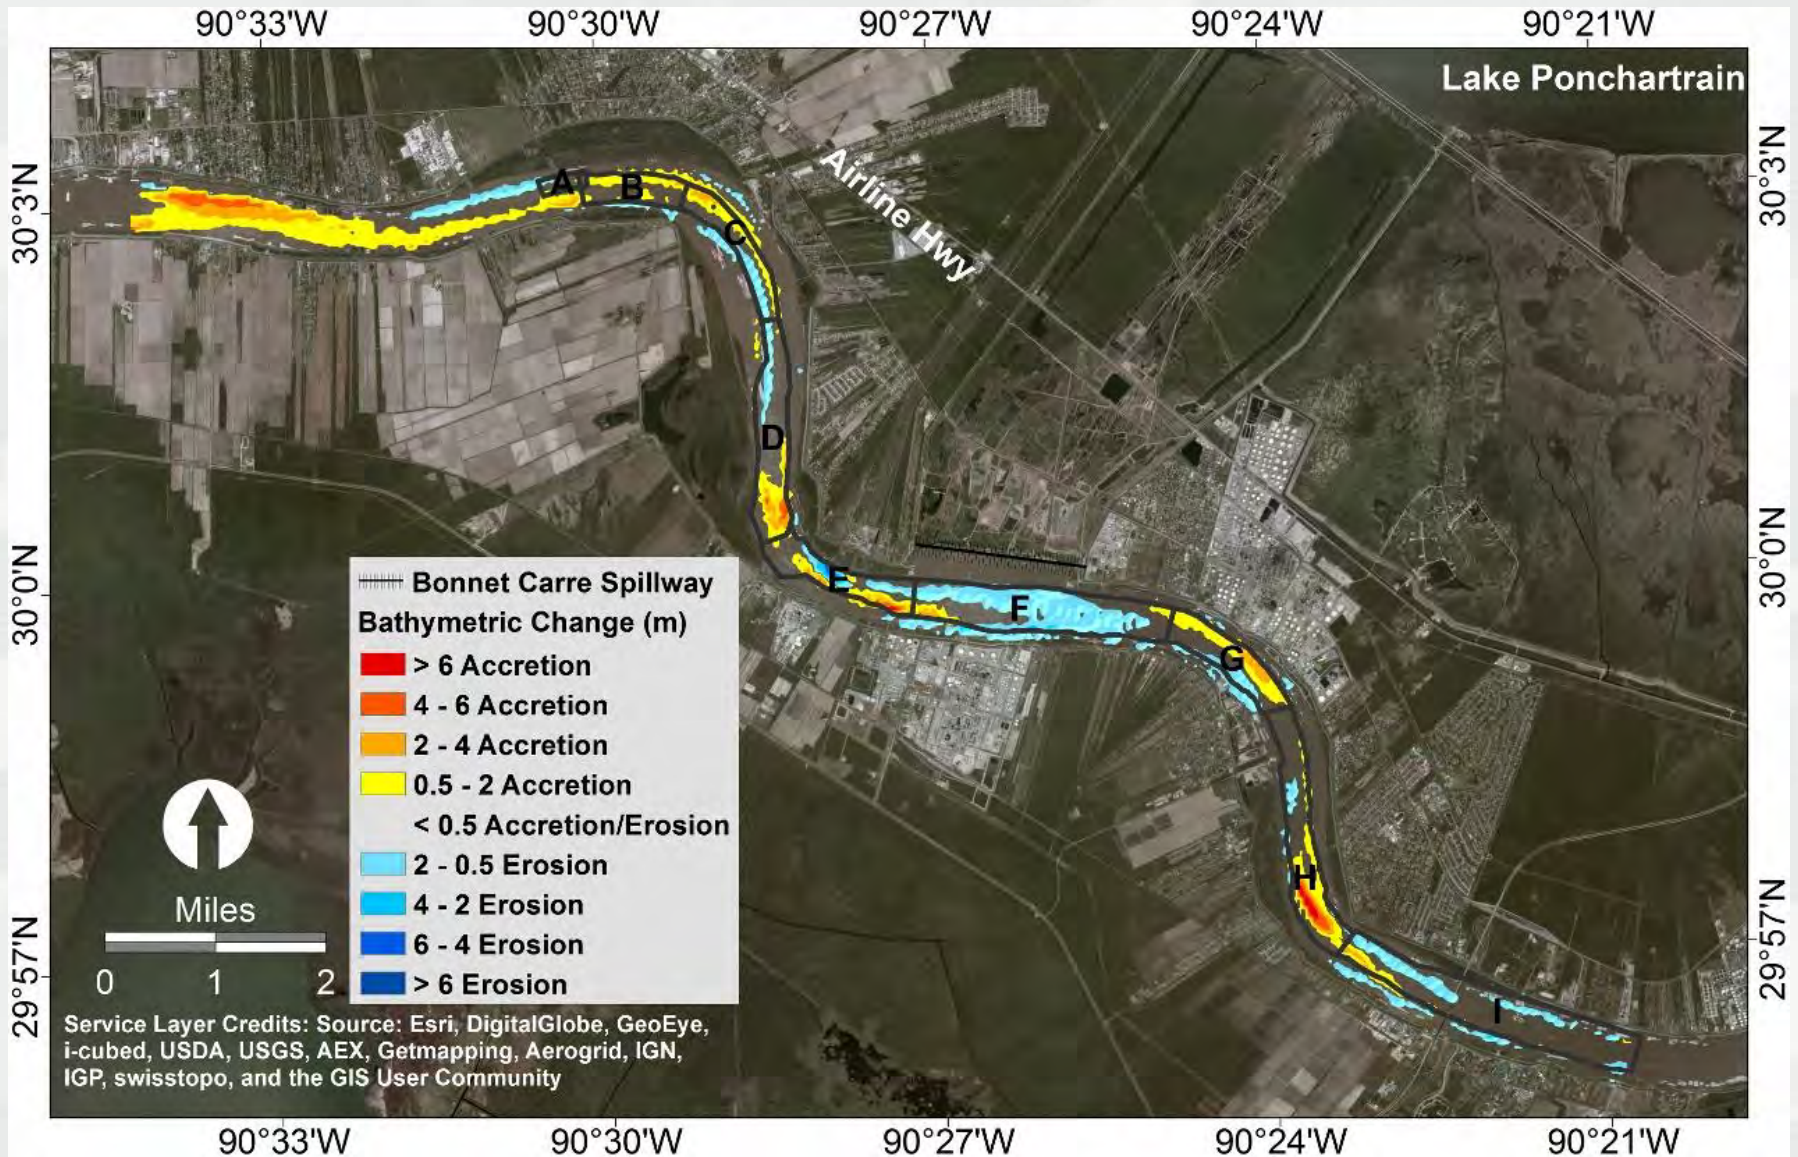 90°33'W 90°30'W 90°27'W 90°24'W 90°21'W
Lake Ponchartrain
Airline Hwy
30°3'N
30°3'N
A
B
C
D
E
F
G
H
I
30°0'N
30°0'N
29°57'N
29°57'N
Bonnet Carre Spillway
Bathymetric Change (m)
> 6 Accretion
4 - 6 Accretion
2 - 4 Accretion
0.5 - 2 Accretion
< 0.5 Accretion/Erosion
2 - 0.5 Erosion
4 - 2 Erosion
6 - 4 Erosion
> 6 Erosion
Miles
0 1 2
Service Layer Credits: Source: Esri, DigitalGlobe, GeoEye,
i-cubed, USDA, USGS, AEX, Getmapping, Aerogrid, IGN,
IGP, swisstopo, and the GIS User Community
90°33'W 90°30'W 90°27'W 90°24'W 90°21'W